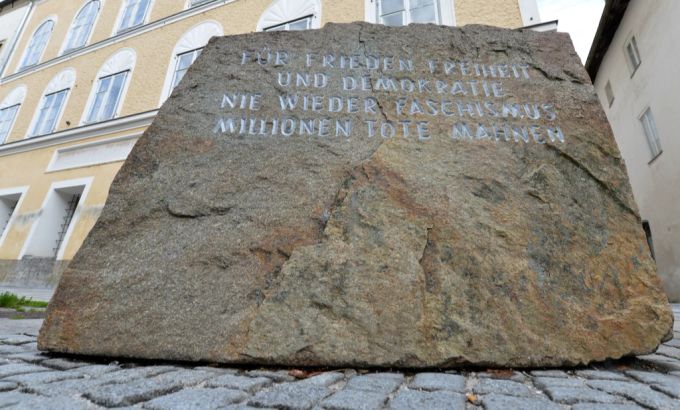 FÜR FRIEDEN FREIHEIT
UND DEMOKRATIE
NIE WIEDER FASCHISMUS
MILLIONEN TOTE MAHNEN